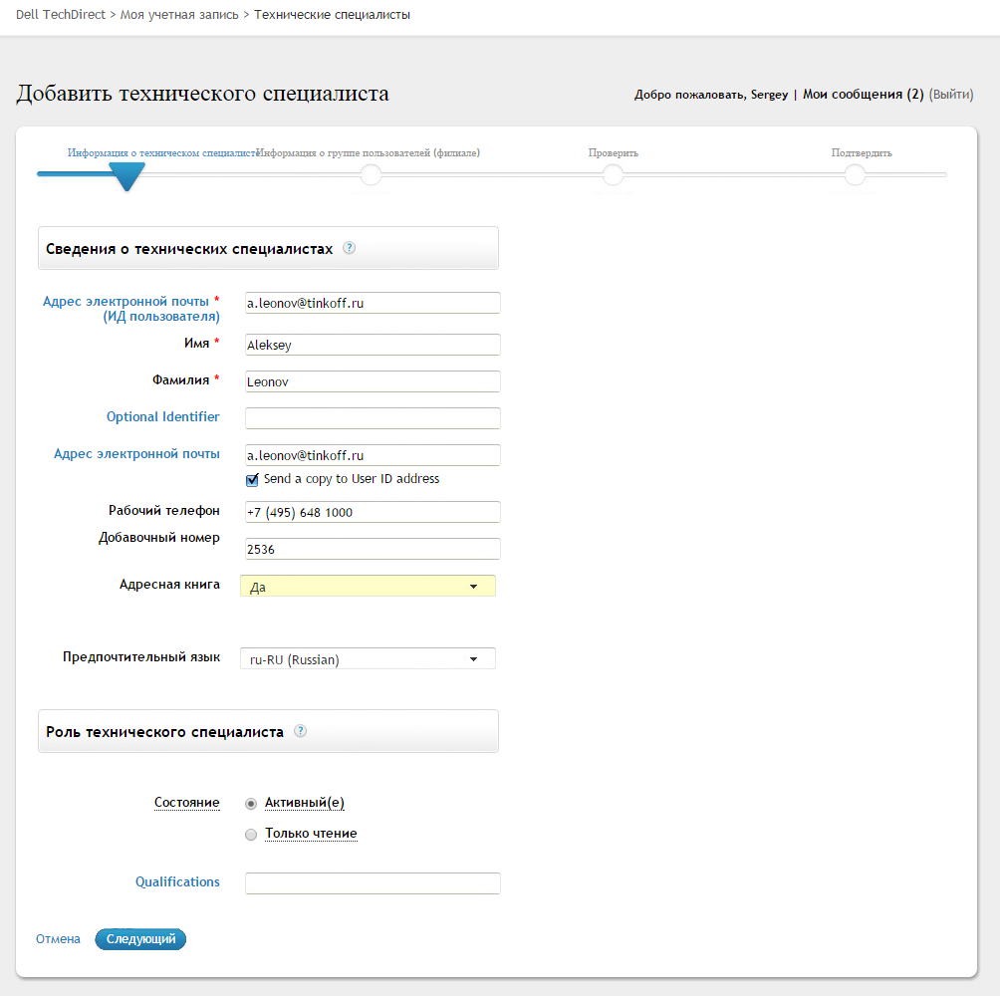 Dell TechDirect > Моя учетная запись > Технические специалисты
Добавить технического специалиста
Добро пожаловать, Sergey | Мои сообщения (2) (Выйти)
Информация о техническом специалисте
Информация о группе пользователей (филиале)
Проверить
Подтвердить
Сведения о технических специалистах ?
Адрес электронной почты *
(ИД пользователя)
a.leonov@tinkoff.ru
Имя *
Aleksey
Фамилия *
Leonov
Optional Identifier
Адрес электронной почты
a.leonov@tinkoff.ru
Send a copy to User ID address
Рабочий телефон
+7 (495) 648 1000
Добавочный номер
2536
Адресная книга
Да
Предпочтительный язык
ru-RU (Russian)
Роль технического специалиста ?
Состояние
Активный(е)
Только чтение
Qualifications
Отмена
Следующий